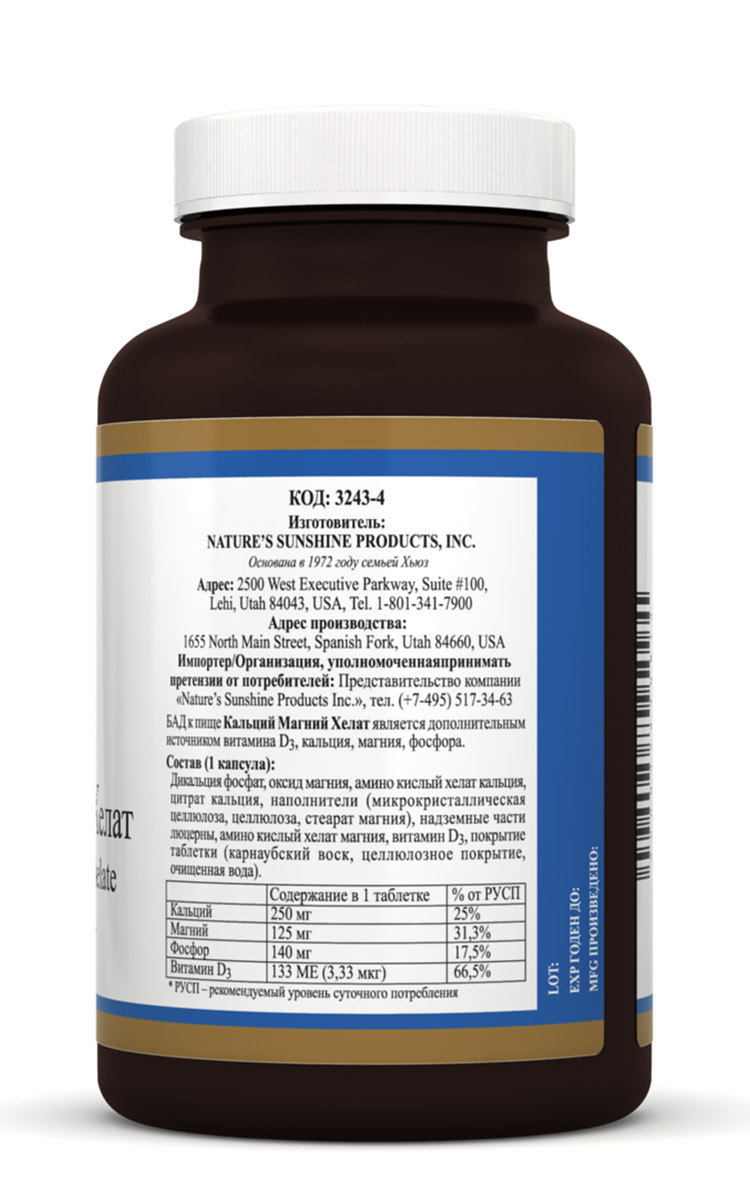 КОД: 3243-4
Изготовитель:
NATURE'S SUNSHINE PRODUCTS, INC.
Основана в 1972 году семьей Хьюз
Адрес: 2500 West Executive Parkway, Suite #100,
Lehi, Utah 84043, USA, Tel. 1-801-341-7900
Адрес производства:
1655 North Main Street, Spanish Fork, Utah 84660, USA
Импортер/Организация, уполномоченнаяпринимать
претензии от потребителей: Представительство компании
«Nature's Sunshine Products Inc.», тел. (+7-495) 517-34-63
БАД к пище Кальций Магний Хелат является дополнительным
источником витамина D3, кальция, магния, фосфора.
Состав (1 капсула):
Дикальция фосфат, оксид магния, амино кислый хелат кальция,
цитрат кальция, наполнители (микрокристаллическая
целлюлоза, целлюлоза, стеарат магния), надземные части
люцерны, амино кислый хелат магния, витамин D3, покрытие
таблетки (карнаубский воск, целлюлозное покрытие,
очищенная вода).
Содержание в 1 таблетке % от РУСП
Кальций 250 мг 25%
Магний 125 мг 31,3%
Фосфор 140 мг 17,5%
Витамин D3 133 МЕ (3,33 мкг) 66,5%
* РУСП – рекомендуемый уровень суточного потребления
LOT:
EXP ГОДЕН ДО:
MFG ПРОИЗВЕДЕНО:
елат
elate